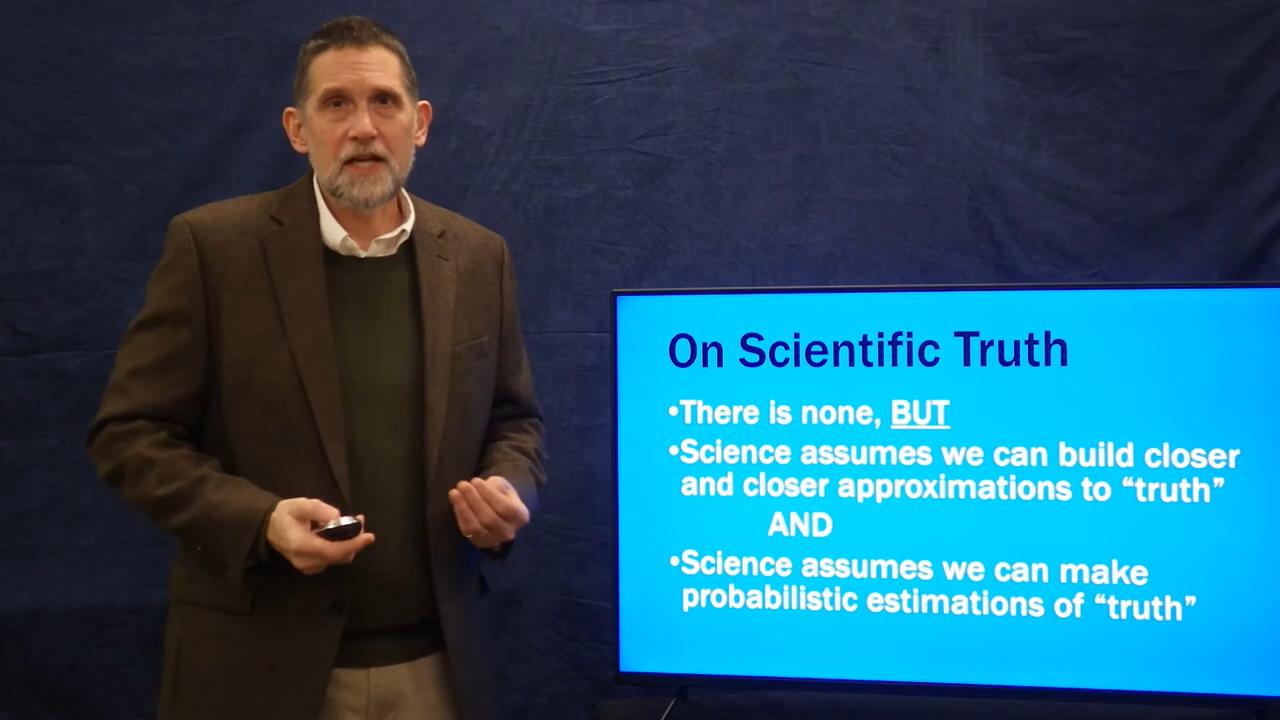 On Scientific Truth
•There is none, BUT
•Science assumes we can build closer
and closer approximations to “truth”
AND
•Science assumes we can make
probabilistic estimations of “truth”